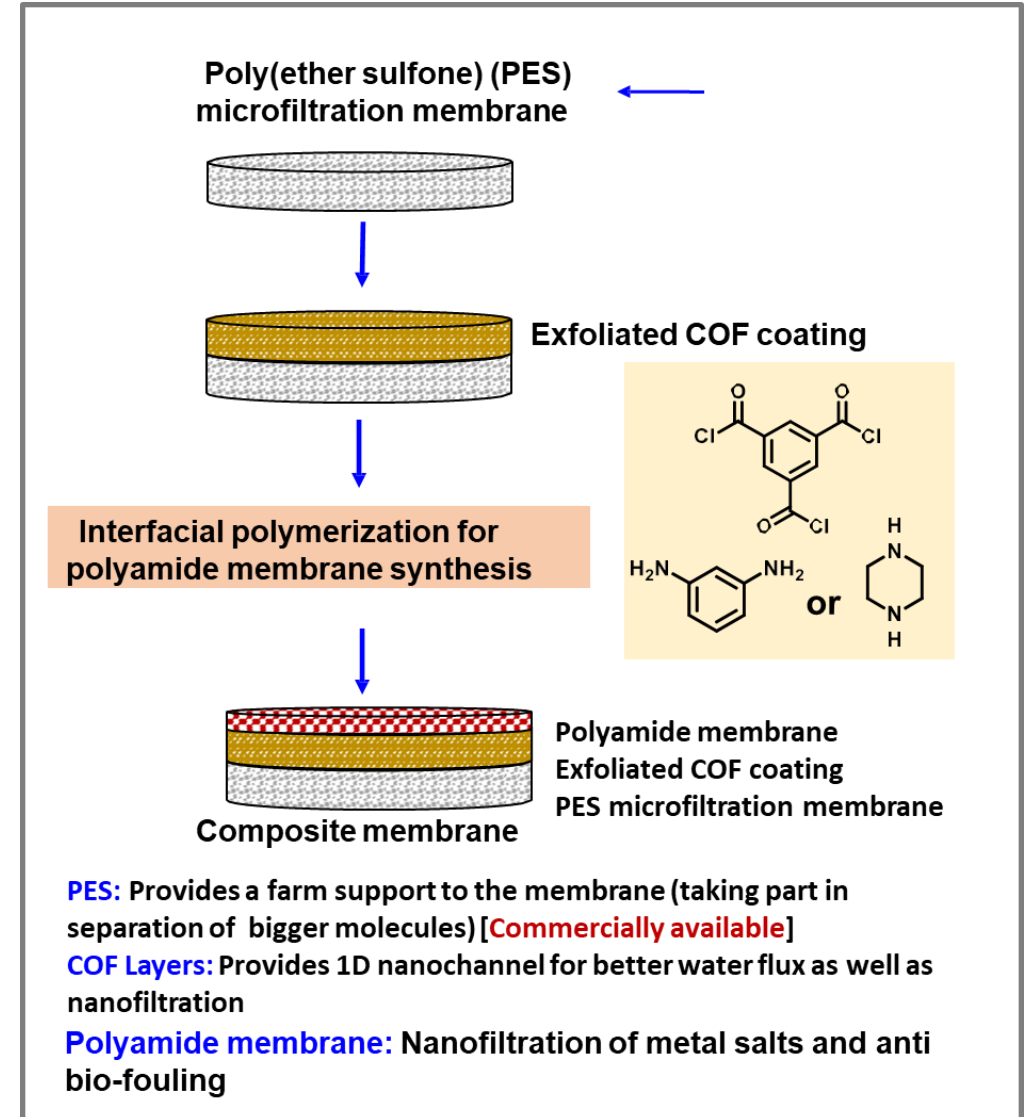 Poly(ether sulfone) (PES)
microfiltration membrane
Exfoliated COF coating
O
O
Cl
Cl
O
Cl
Interfacial polymerization for
polyamide membrane synthesis
H
N
H₂N
NH₂
or
N
H
Polyamide membrane
Exfoliated COF coating
PES microfiltration membrane
Composite membrane
PES: Provides a farm support to the membrane (taking part in
separation of bigger molecules) [Commercially available]
COF Layers: Provides 1D nanochannel for better water flux as well as
nanofiltration
Polyamide membrane: Nanofiltration of metal salts and anti
bio-fouling